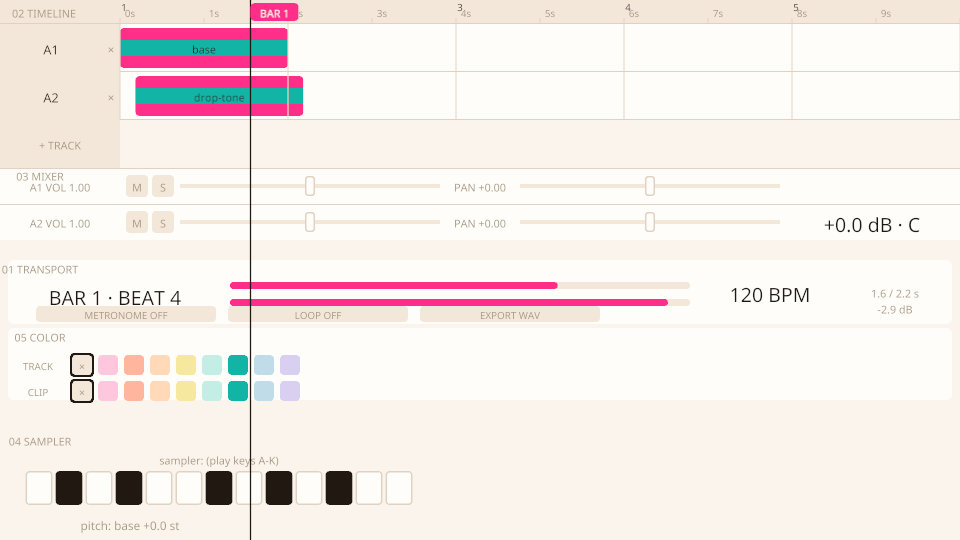 02 TIMELINE
1
0s
1s
BAR 1
s
3s
3
4s
5s
4
6s
7s
5
8s
9s
A1
×
base
A2
×
drop-tone
+ TRACK
03 MIXER
A1 VOL 1.00
M
S
PAN +0.00
A2 VOL 1.00
M
S
PAN +0.00
+0.0 dB · C
01 TRANSPORT
BAR 1 · BEAT 4
120 BPM
1.6 / 2.2 s
-2.9 dB
METRONOME OFF
LOOP OFF
EXPORT WAV
05 COLOR
TRACK
×
CLIP
×
04 SAMPLER
sampler: (play keys A-K)
pitch: base +0.0 st